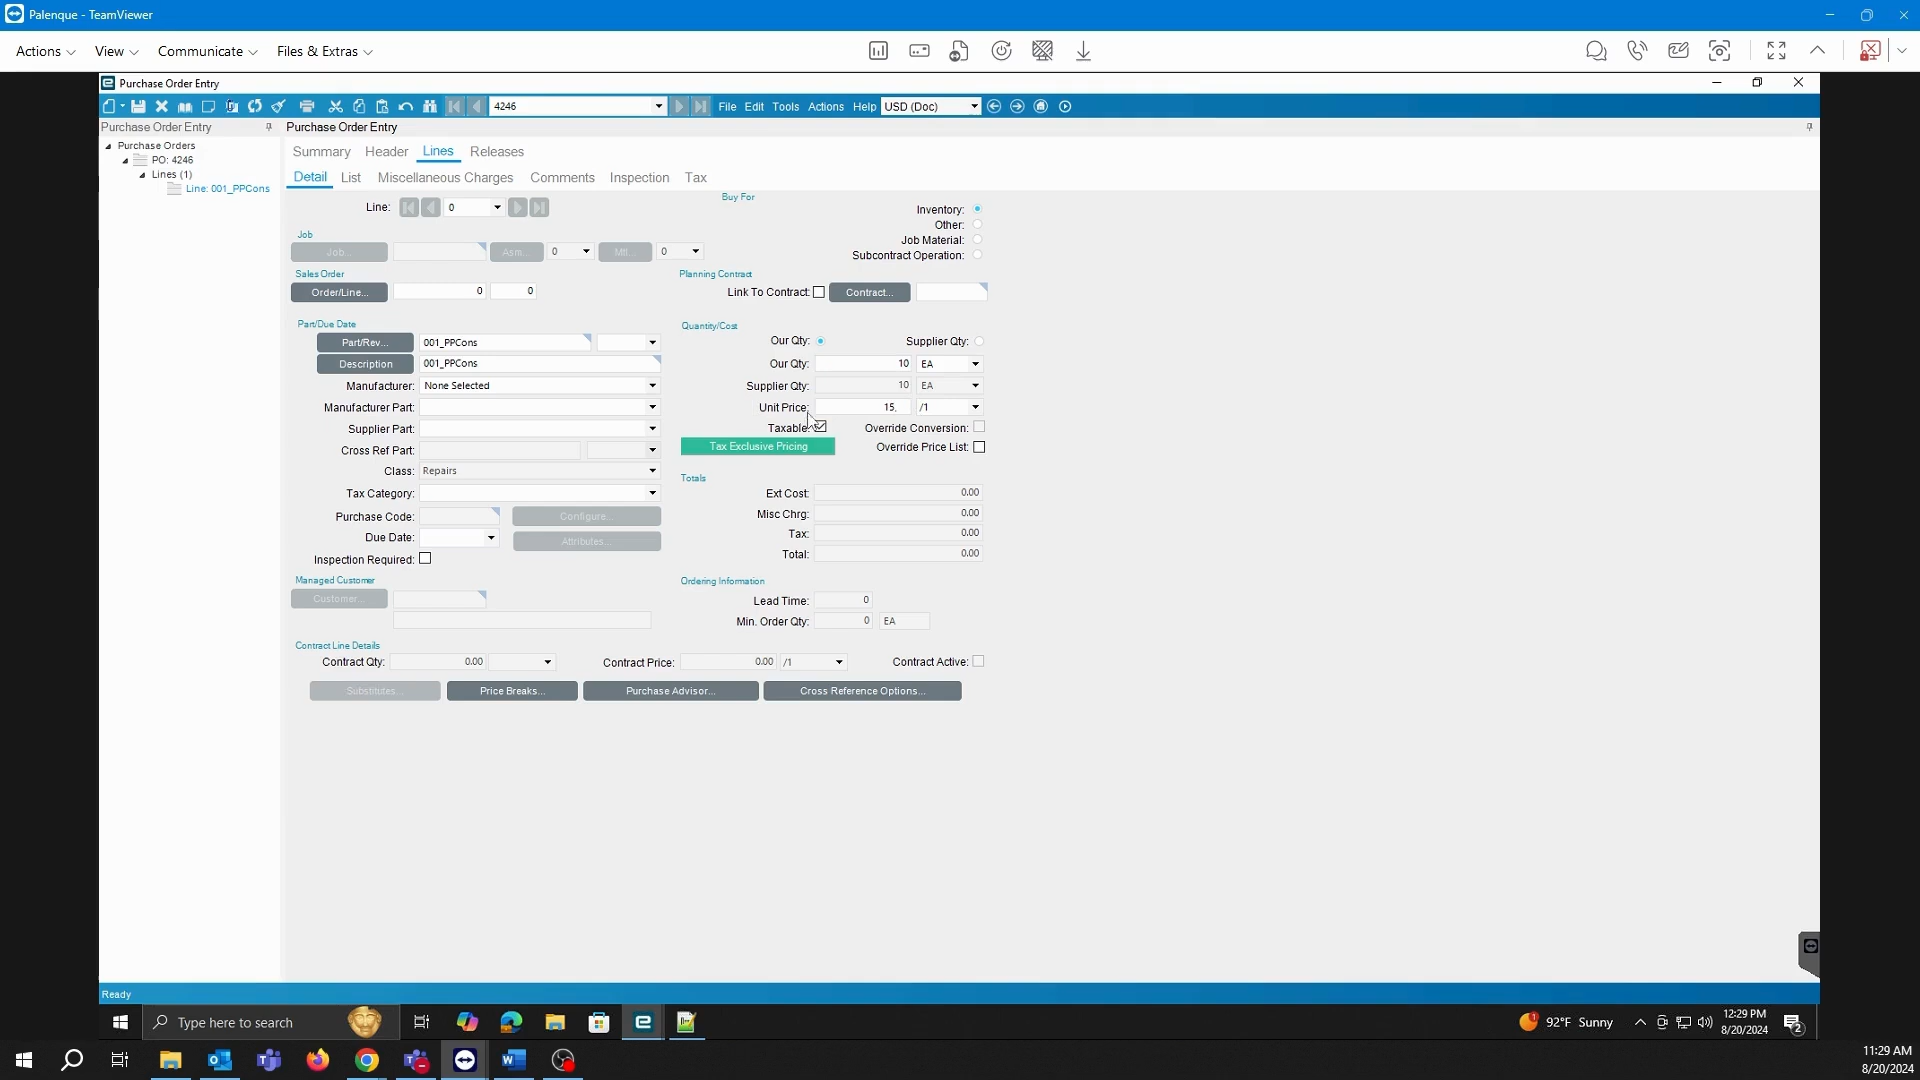 Palenque - TeamViewer
Actions View Communicate Files & Extras
Purchase Order Entry
4246 File Edit Tools Actions Help USD (Doc)
Purchase Order Entry
Purchase Orders
PO: 4246
Lines (1)
Line: 001_PPCons
Purchase Order Entry
Summary Header Lines Releases
Detail List Miscellaneous Charges Comments Inspection Tax
Line: 0
Buy For
Inventory:
Other:
Job Material:
Subcontract Operation:
Job
Job... Asm... 0 Mtl... 0
Sales Order
Order/Line... 0 0
Planning Contract
Link To Contract: Contract...
Part/Due Date
Part/Rev... 001_PPCons
Description 001_PPCons
Manufacturer: None Selected
Manufacturer Part:
Supplier Part:
Cross Ref Part:
Class: Repairs
Tax Category:
Purchase Code: Configure...
Due Date: Attributes...
Inspection Required:
Quantity/Cost
Our Qty: Supplier Qty:
Our Qty: 10 EA
Supplier Qty: 10 EA
Unit Price: 15, /1
Taxable: Override Conversion:
Tax Exclusive Pricing Override Price List:
Totals
Ext Cost: 0.00
Misc Chrg: 0.00
Tax: 0.00
Total: 0.00
Managed Customer
Customer...
Ordering Information
Lead Time: 0
Min. Order Qty: 0 EA
Contract Line Details
Contract Qty: 0.00 Contract Price: 0.00 /1 Contract Active:
Substitutes... Price Breaks... Purchase Advisor... Cross Reference Options...
Ready
Type here to search
1
92°F Sunny
12:29 PM
8/20/2024
2
11:29 AM
8/20/2024